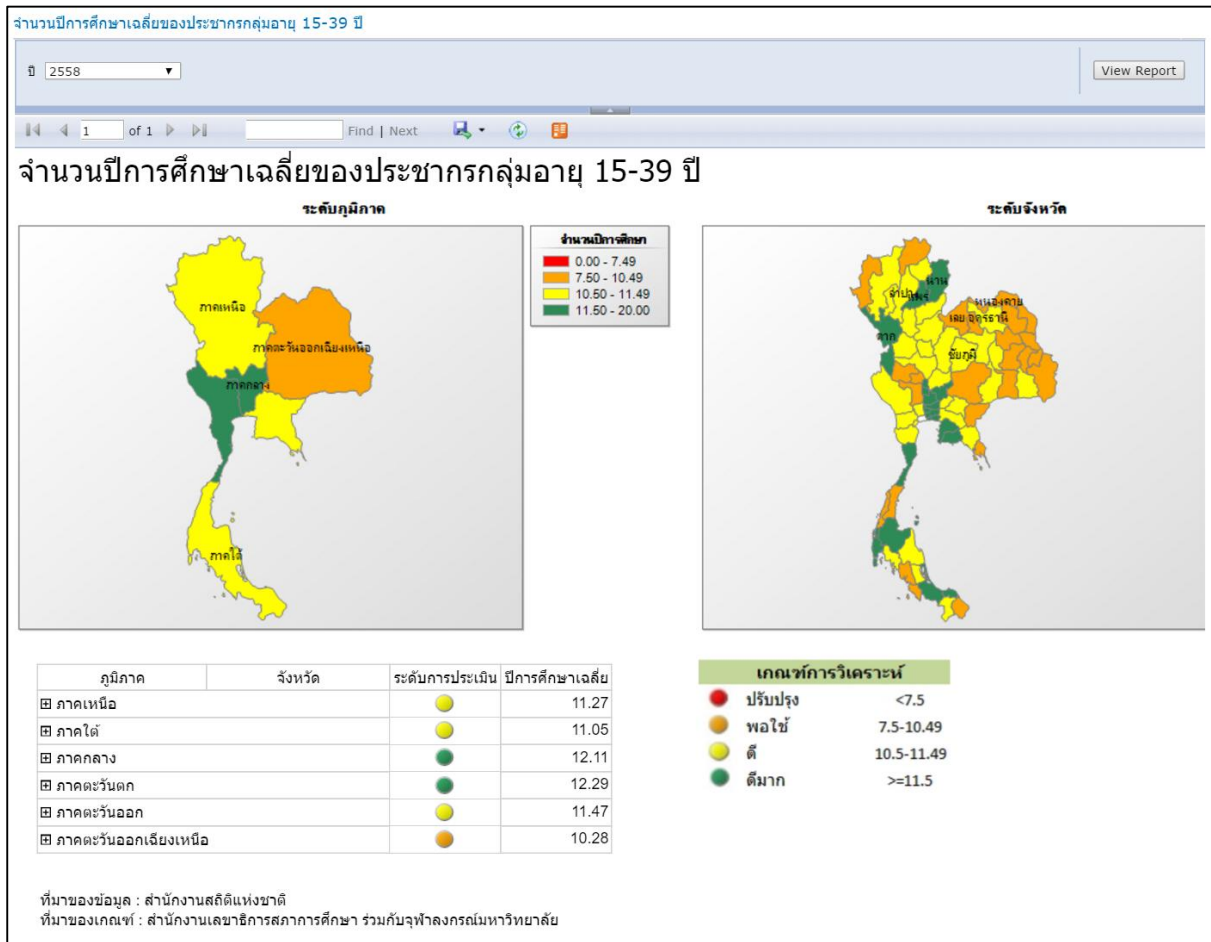 จำนวนปีการศึกษาเฉลี่ยของประชากรกลุ่มอายุ 15-39 ปี
ปี 2558
View Report
1 of 1 Find | Next
จำนวนปีการศึกษาเฉลี่ยของประชากรกลุ่มอายุ 15-39 ปี
ระดับภูมิภาค
ภาคเหนือ
ภาคตะวันออกเฉียงเหนือ
ภาคกลาง
ภาคใต้
จำนวนปีการศึกษา
0.00 - 7.49
7.50 - 10.49
10.50 - 11.49
11.50 - 20.00
ระดับจังหวัด
น่าน
ลำปาง แพร่
หนองคาย
เลย อุดรธานี
ตาก
ชัยภูมิ
ภูมิภาค จังหวัด ระดับการประเมิน ปีการศึกษาเฉลี่ย
ภาคเหนือ 11.27
ภาคใต้ 11.05
ภาคกลาง 12.11
ภาคตะวันตก 12.29
ภาคตะวันออก 11.47
ภาคตะวันออกเฉียงเหนือ 10.28
เกณฑ์การวิเคราะห์
ปรับปรุง <7.5
พอใช้ 7.5-10.49
ดี 10.5-11.49
ดีมาก >=11.5
ที่มาของข้อมูล : สำนักงานสถิติแห่งชาติ
ที่มาของเกณฑ์ : สำนักงานเลขาธิการสภาการศึกษา ร่วมกับจุฬาลงกรณ์มหาวิทยาลัย